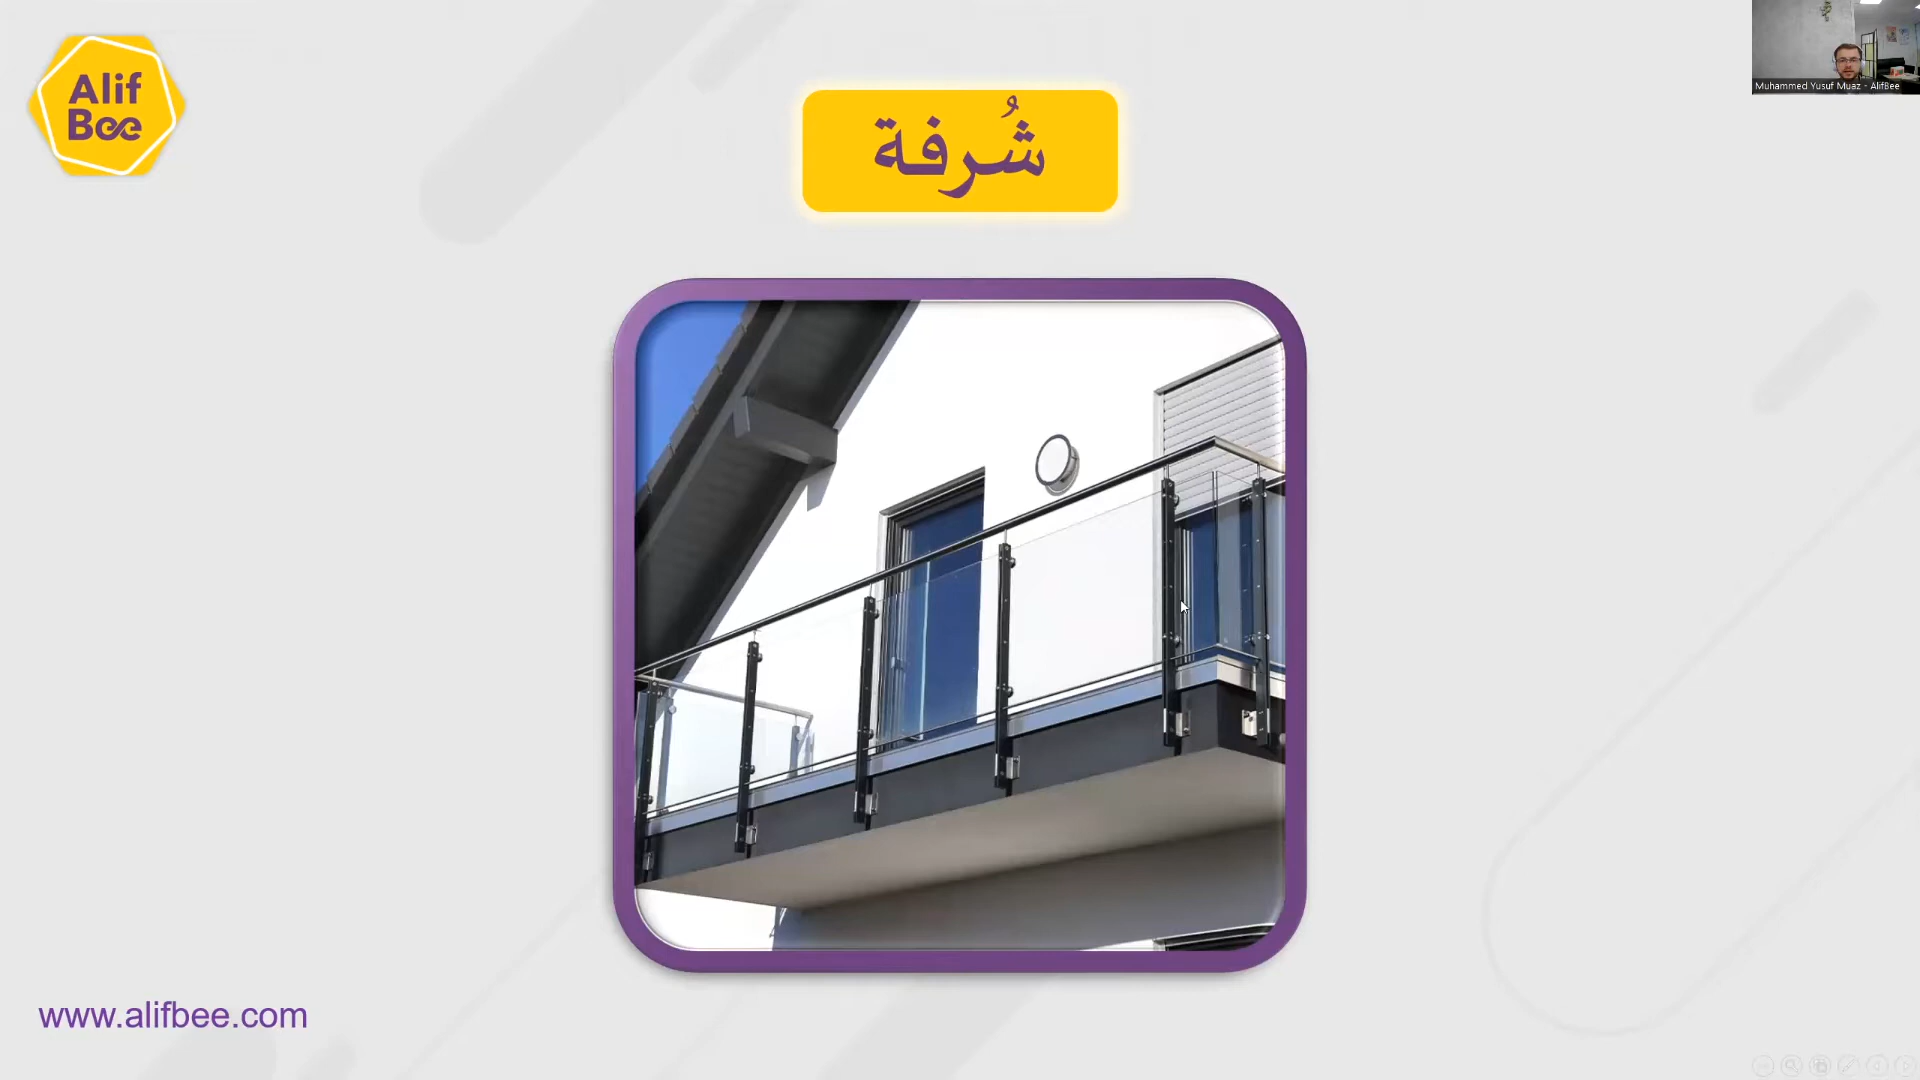 Alif
Bee
شُرفة
Muhammed Yusuf Muaz - AlifBee
www.alifbee.com